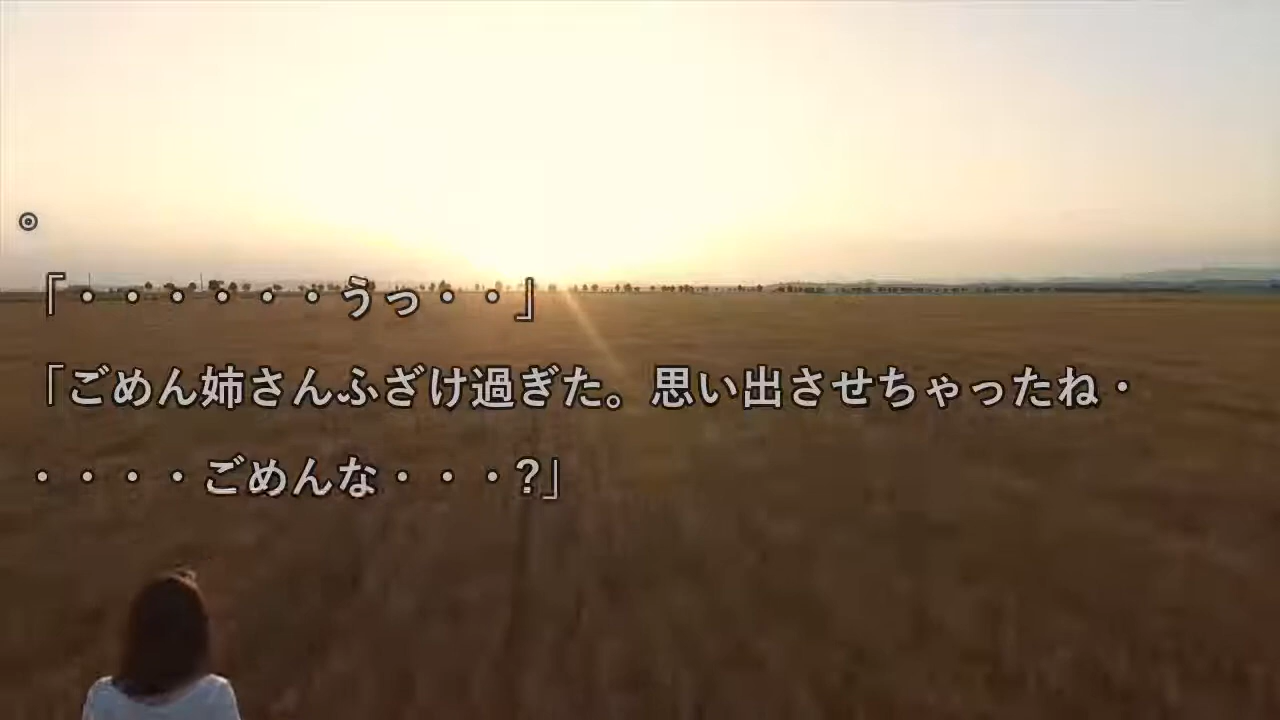 。
「・・・・・・うっ・・」
「ごめん姉さんふざけ過ぎた。思い出させちゃったね・
・・・・ごめんな・・・?」